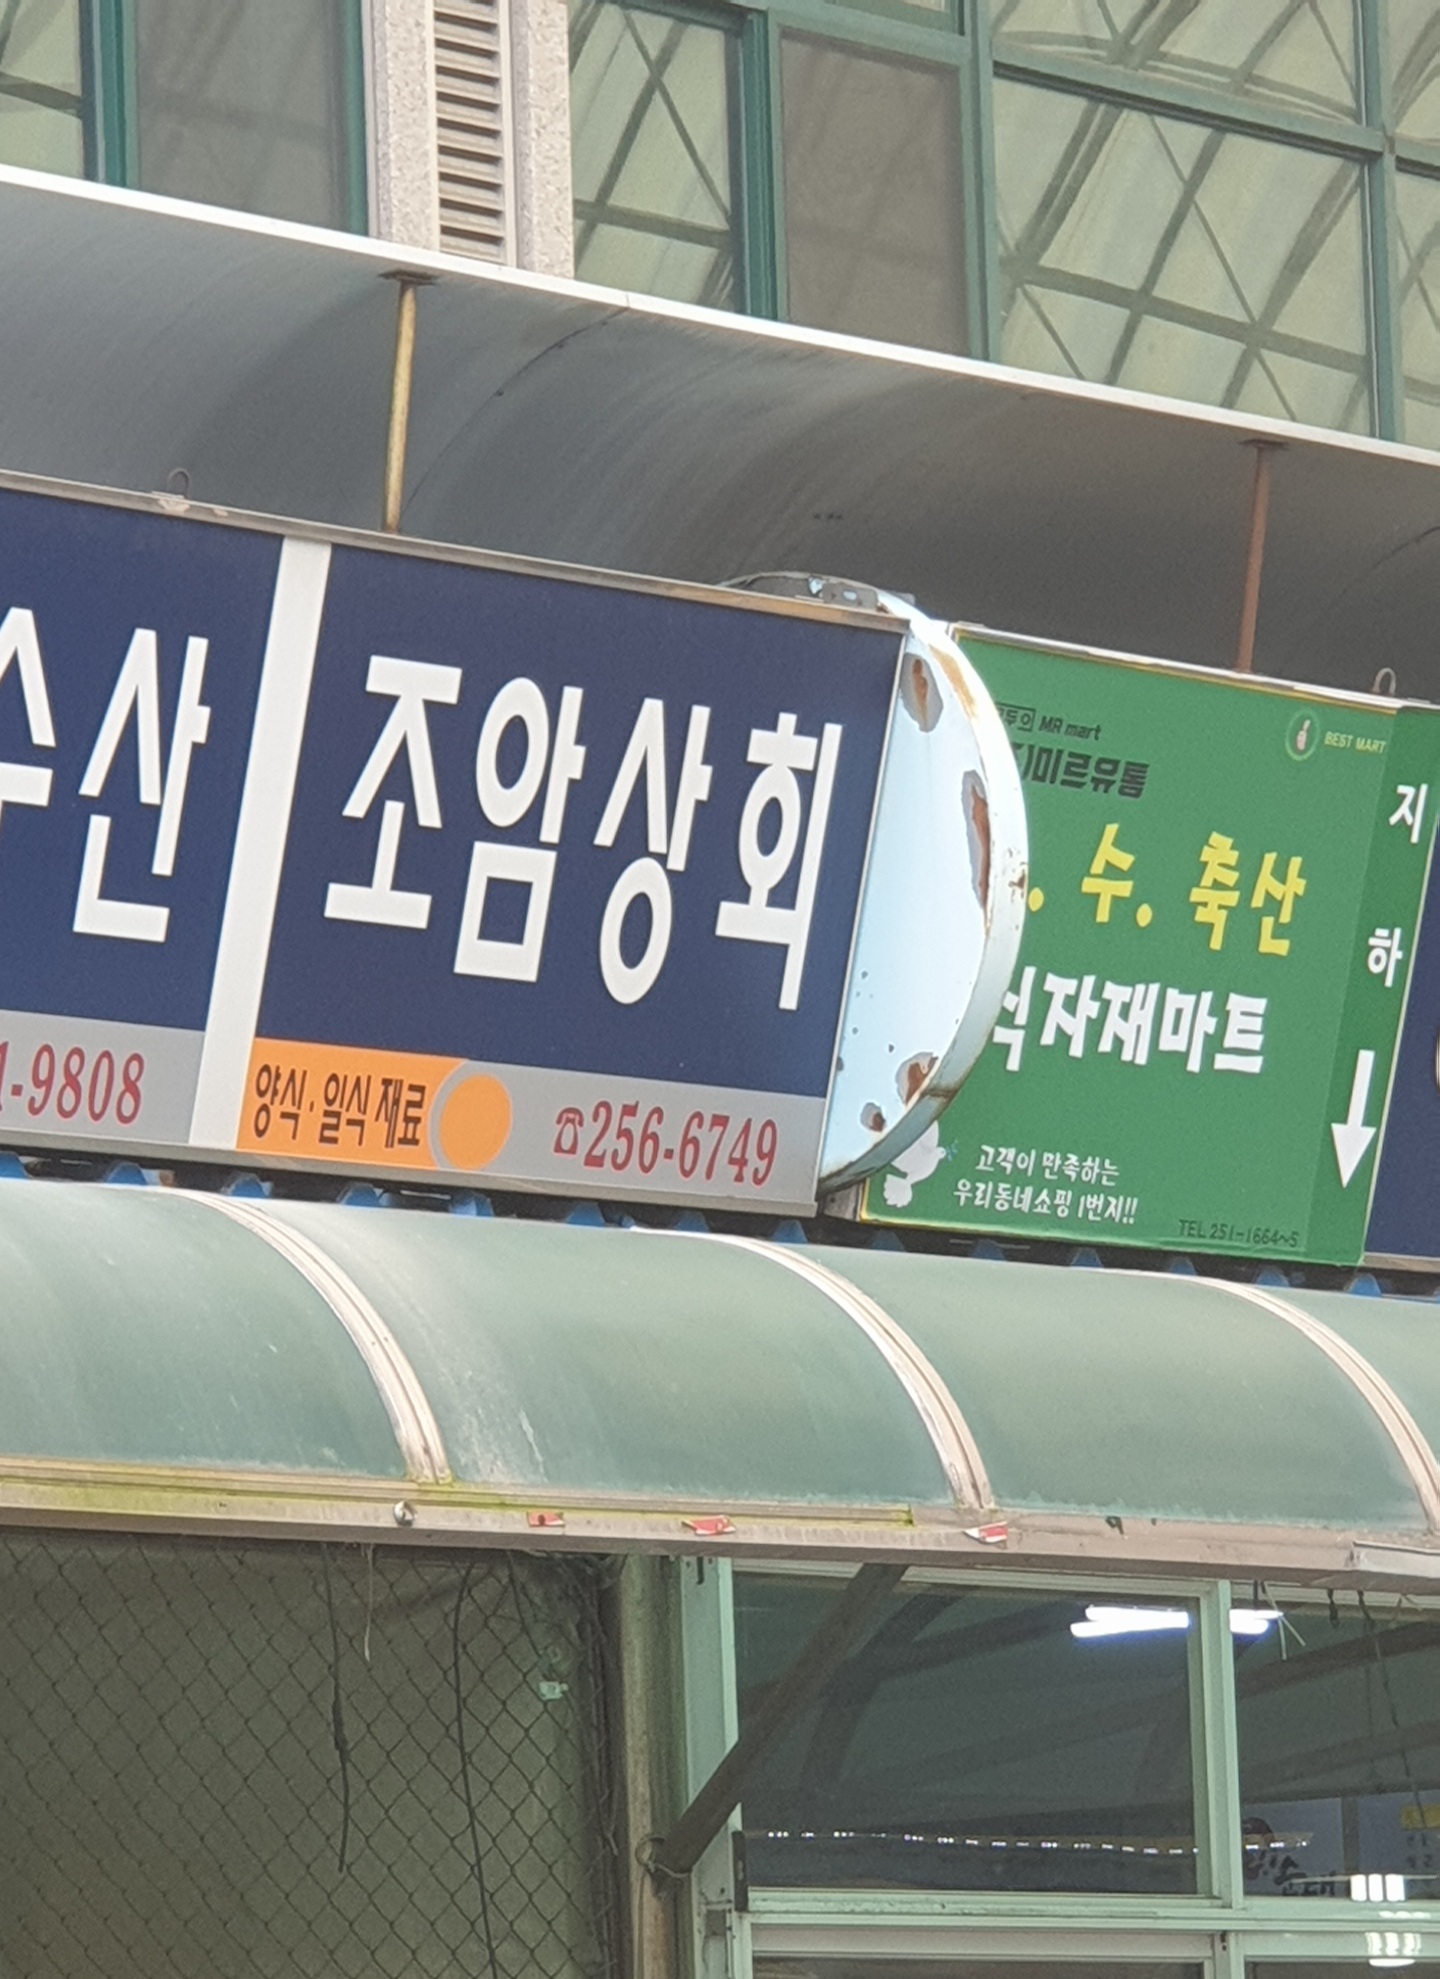 수산
-9808
조암상회
양식·일식 재료
☎256-6749
MR mart
미르유통
BEST MART
. 수. 축산
식자재마트
고객이 만족하는
우리동네쇼핑 1번지!!
TEL 251-1664~5
지
하